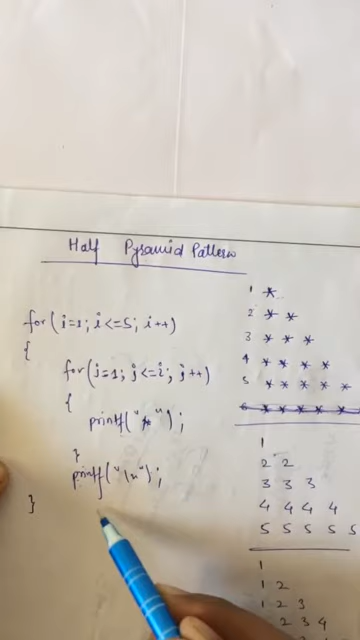 Half Pyramid Pattern
for(i=1; i<=5; i++)
{
for(j=1; j<=i; j++)
{
printf("*");
}
printf("\n");
}
1 *
2 * *
3 * * *
4 * * * *
5 * * * * *
6 * * * * * *
1
2 2
3 3 3
4 4 4 4
5 5 5 5 5
1
1 2
1 2 3
2 3 4